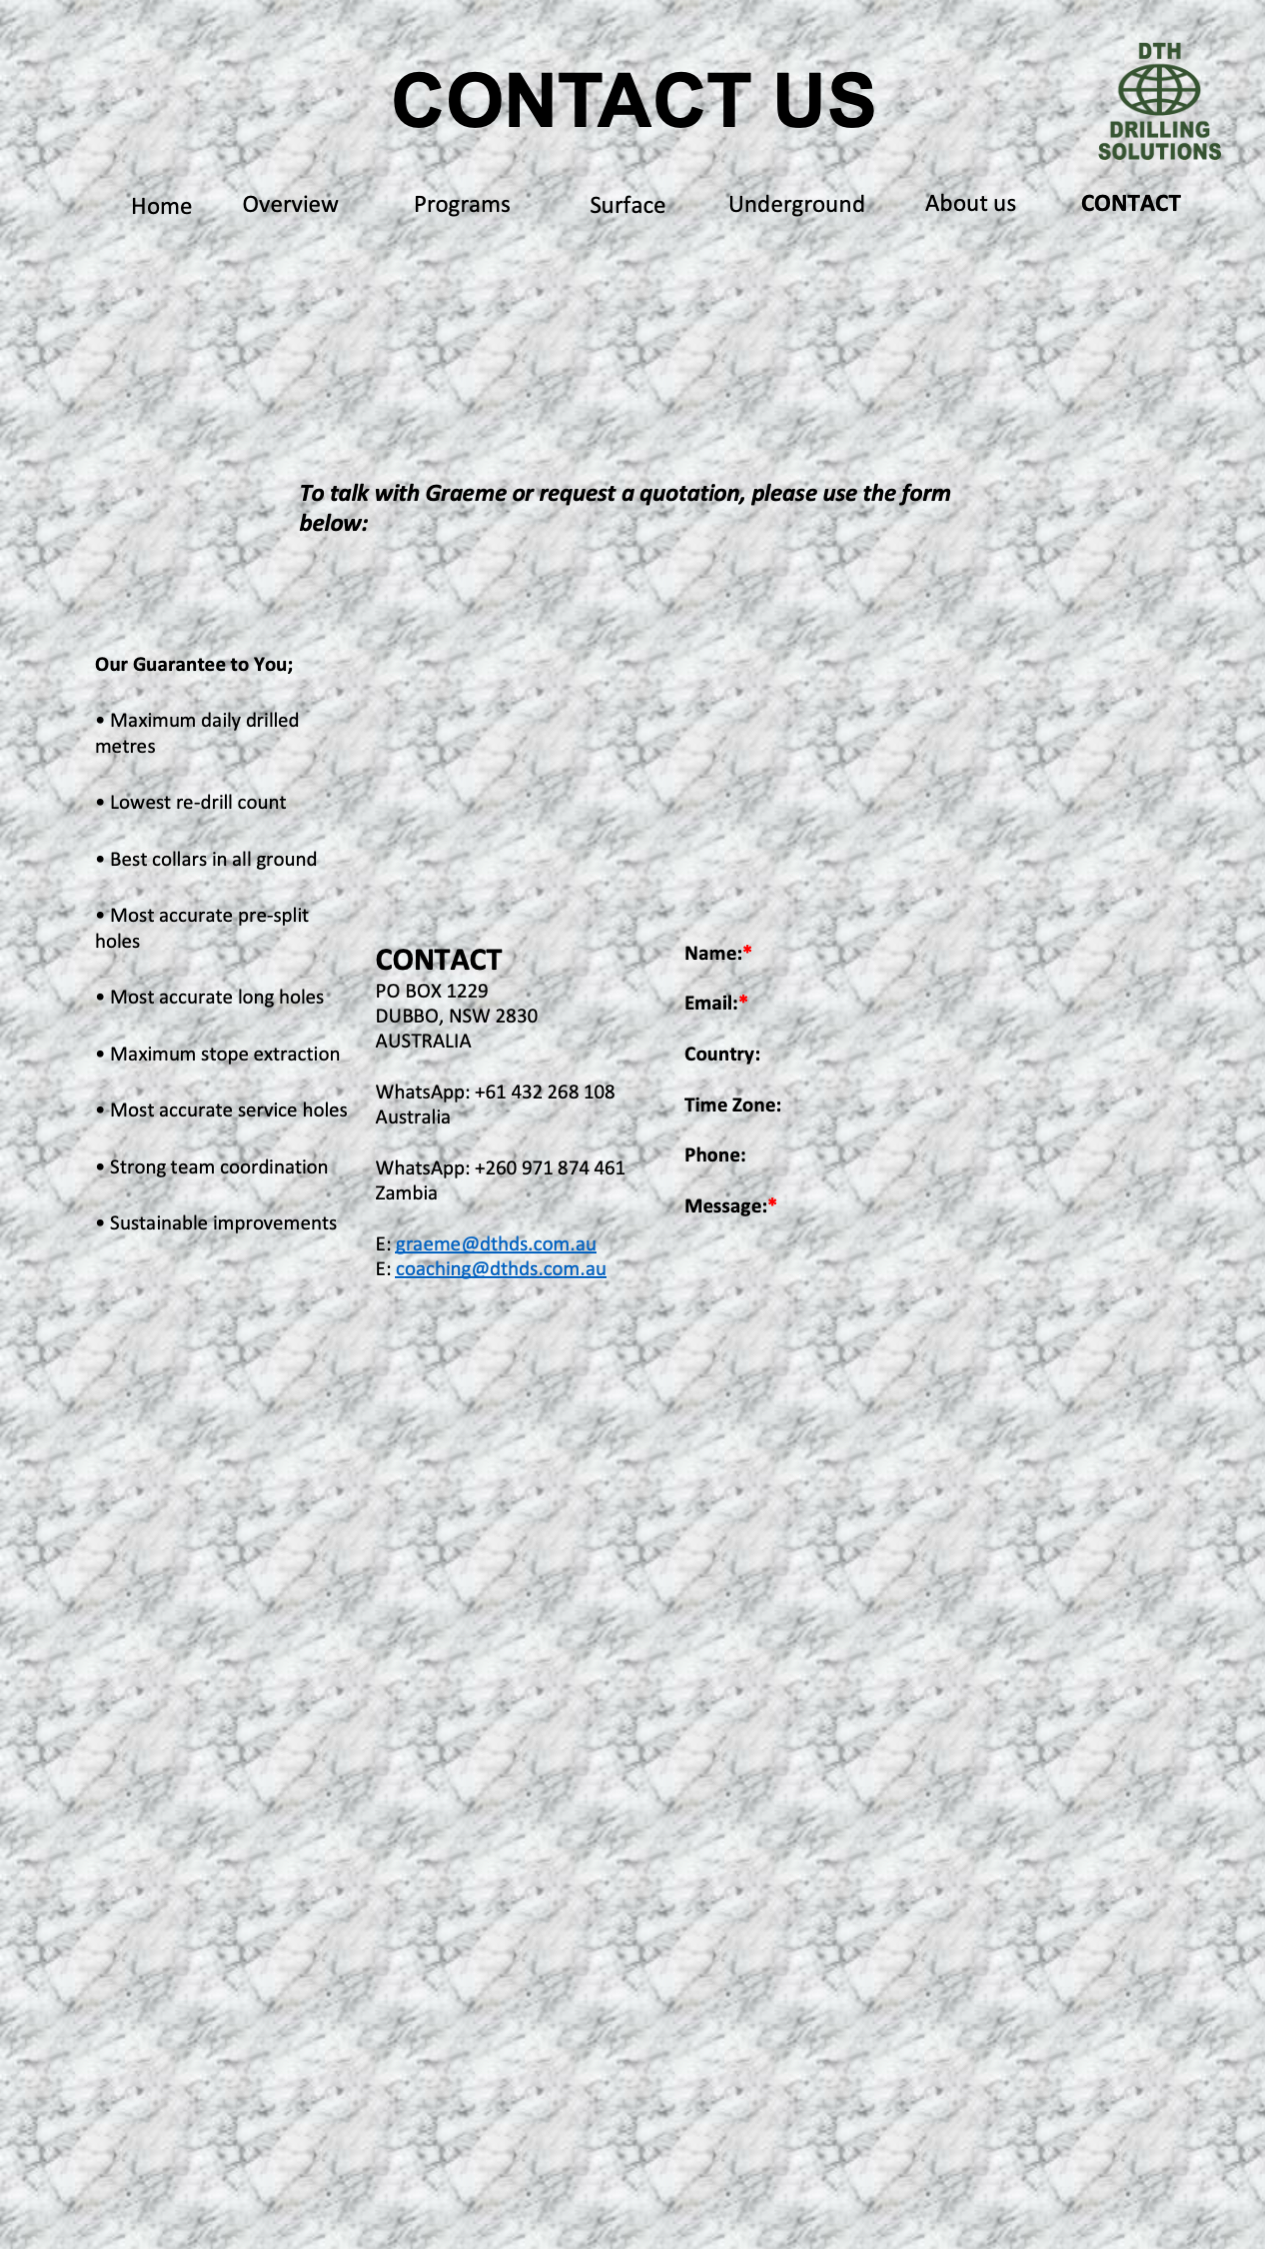 CONTACT US
DTH
DRILLING
SOLUTIONS
Home Overview Programs Surface Underground About us CONTACT
To talk with Graeme or request a quotation, please use the form
below:
Our Guarantee to You;
• Maximum daily drilled
metres
• Lowest re-drill count
• Best collars in all ground
• Most accurate pre-split
holes
• Most accurate long holes
• Maximum stope extraction
• Most accurate service holes
• Strong team coordination
• Sustainable improvements
CONTACT
PO BOX 1229
DUBBO, NSW 2830
AUSTRALIA
WhatsApp: +61 432 268 108
Australia
WhatsApp: +260 971 874 461
Zambia
E: graeme@dthds.com.au
E: coaching@dthds.com.au
Name:*
Email:*
Country:
Time Zone:
Phone:
Message:*